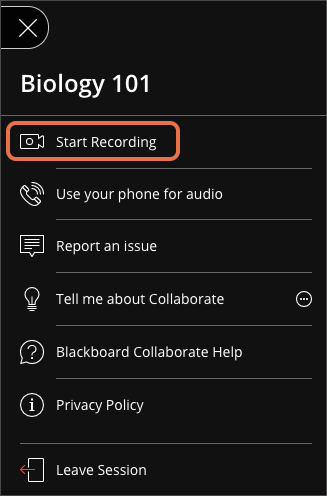 Biology 101
Start Recording
Use your phone for audio
Report an issue
Tell me about Collaborate
Blackboard Collaborate Help
Privacy Policy
Leave Session